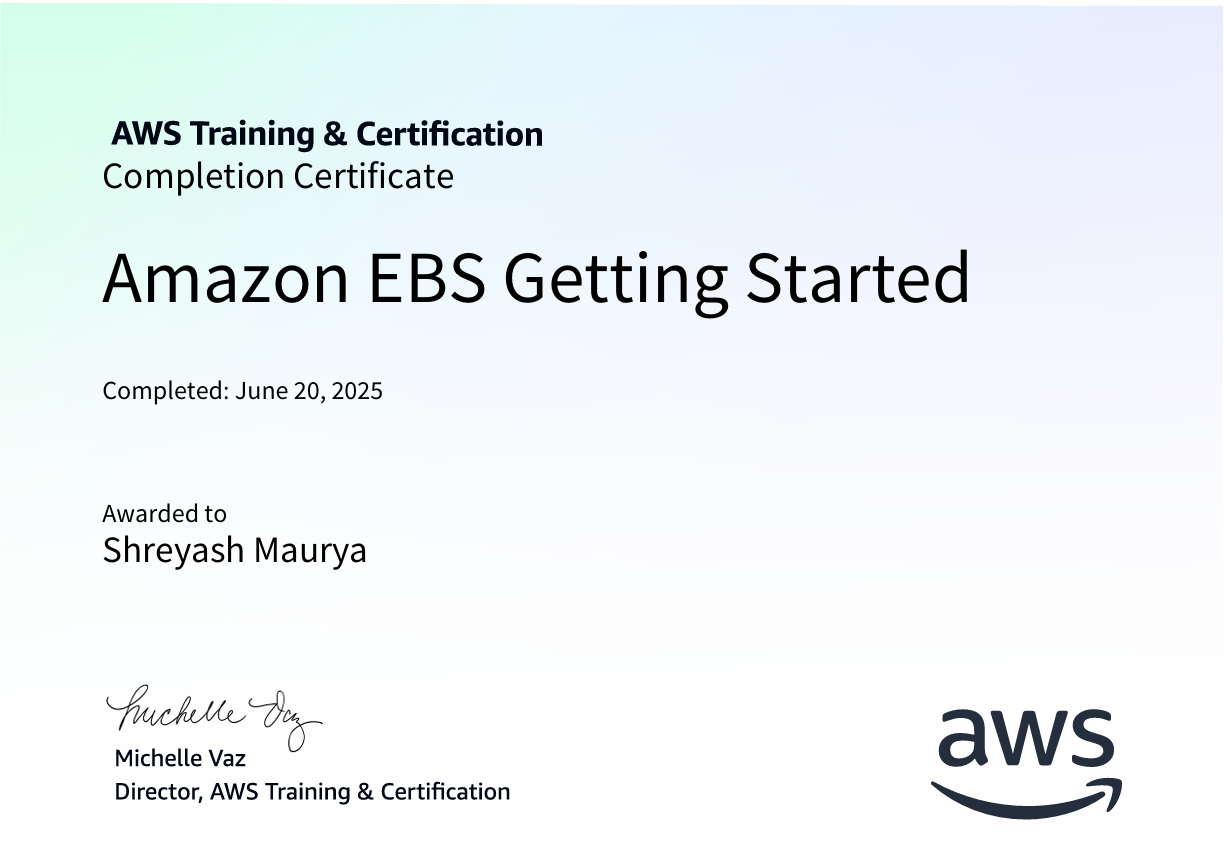 AWS Training & Certification
Completion Certificate
Amazon EBS Getting Started
Completed: June 20, 2025
Awarded to
Shreyash Maurya
Michelle Vaz
Michelle Vaz
Director, AWS Training & Certification
aws